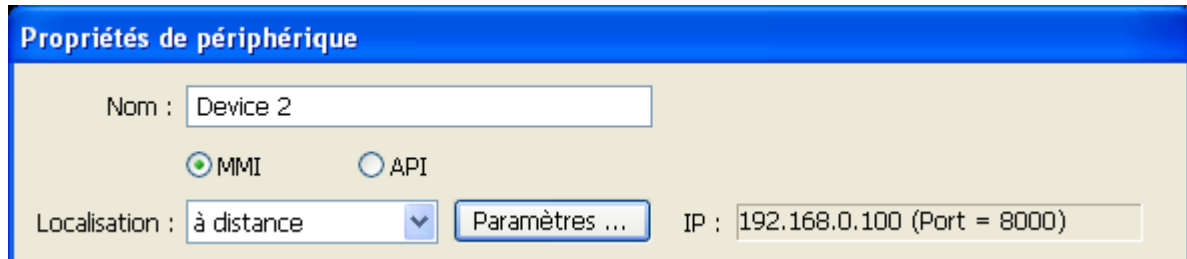 Propriétés de périphérique
Nom : Device 2
MMI API
Localisation : à distance Paramètres ... IP : 192.168.0.100 (Port = 8000)